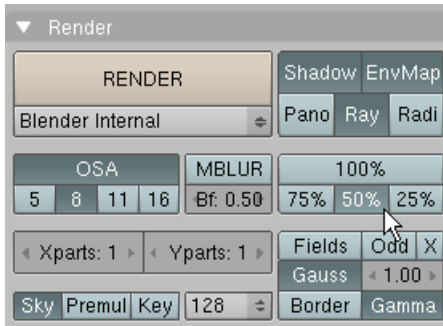 Render
RENDER
Shadow EnvMap
Blender Internal
Pano Ray Radi
OSA
MBLUR
100%
5 8 11 16
Bf: 0.50
75% 50% 25%
Xparts: 1
Yparts: 1
Fields Odd X
Gauss 1.00
Sky Premul Key 128
Border Gamma